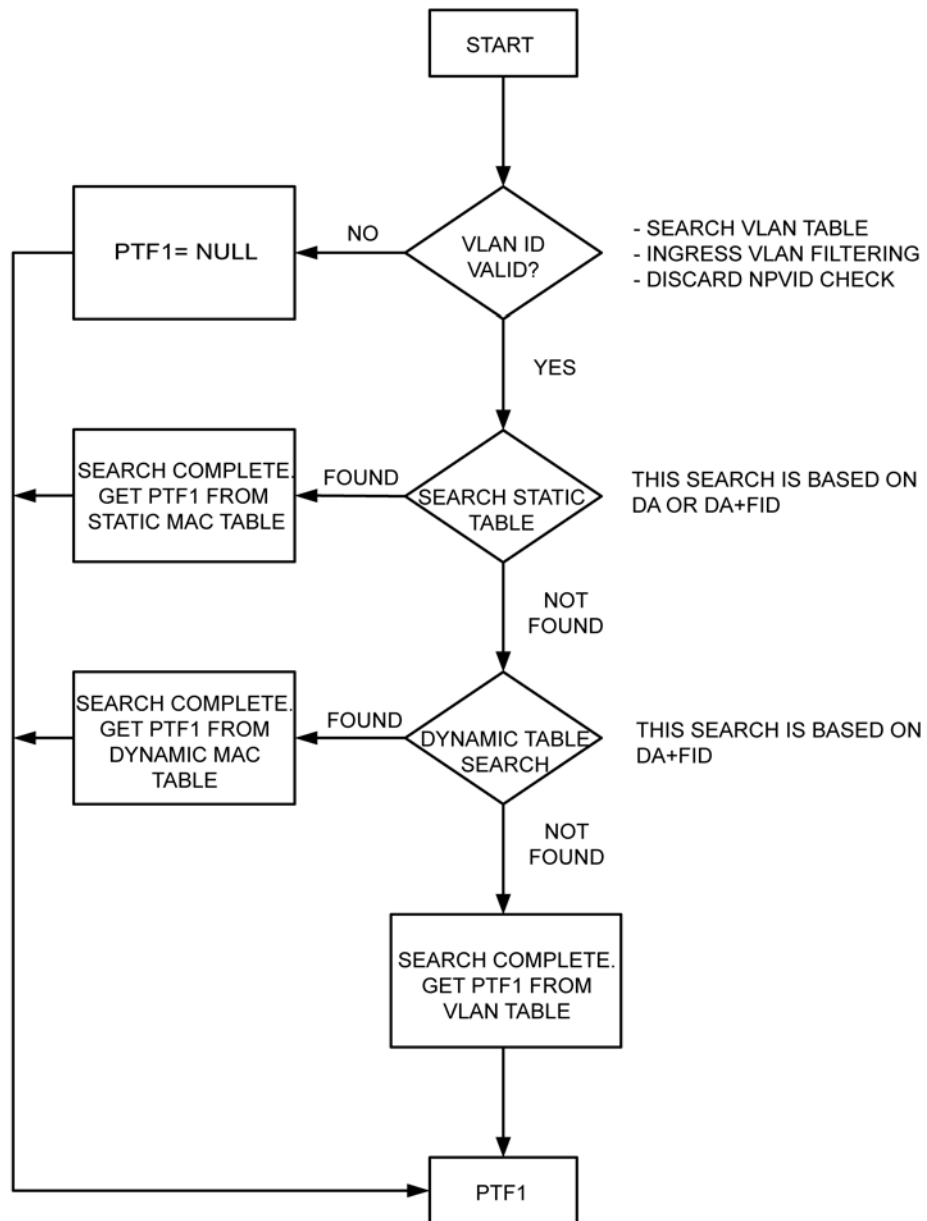 START
NO
PTF1= NULL
VLAN ID
VALID?
- SEARCH VLAN TABLE
- INGRESS VLAN FILTERING
- DISCARD NPVID CHECK
YES
SEARCH COMPLETE.
GET PTF1 FROM
STATIC MAC TABLE
FOUND
SEARCH STATIC
TABLE
THIS SEARCH IS BASED ON
DA OR DA+FID
NOT
FOUND
SEARCH COMPLETE.
GET PTF1 FROM
DYNAMIC MAC
TABLE
FOUND
DYNAMIC TABLE
SEARCH
THIS SEARCH IS BASED ON
DA+FID
NOT
FOUND
SEARCH COMPLETE.
GET PTF1 FROM
VLAN TABLE
PTF1